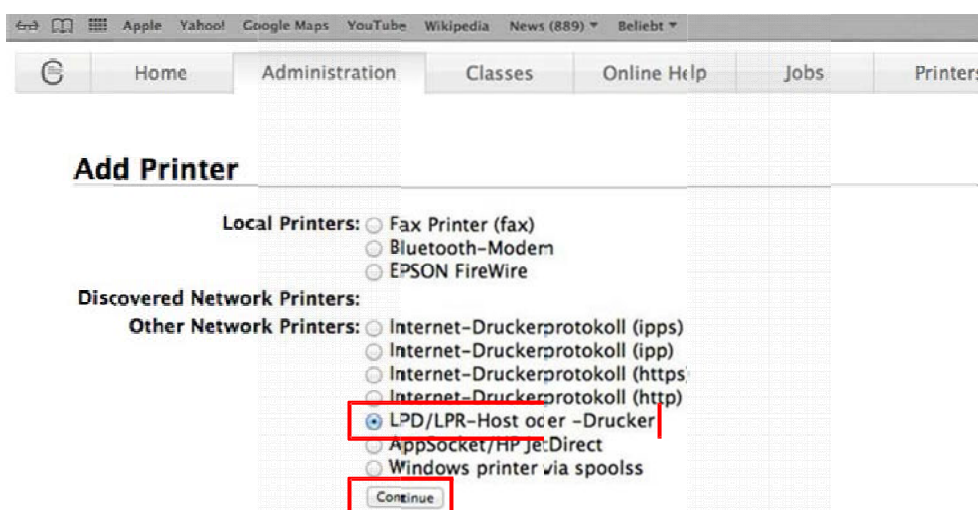 Apple Yahoo! Google Maps YouTube Wikipedia News (889) Beliebt
Home Administration Classes Online Help Jobs Printers
Add Printer
Local Printers: Fax Printer (fax)
Bluetooth-Modem
EPSON FireWire
Discovered Network Printers:
Other Network Printers: Internet-Druckerprotokoll (ipps)
Internet-Druckerprotokoll (ipp)
Internet-Druckerprotokoll (https)
Internet-Druckerprotokoll (http)
LPD/LPR-Host oder -Drucker
AppSocket/HP JetDirect
Windows printer via spoolss
Continue